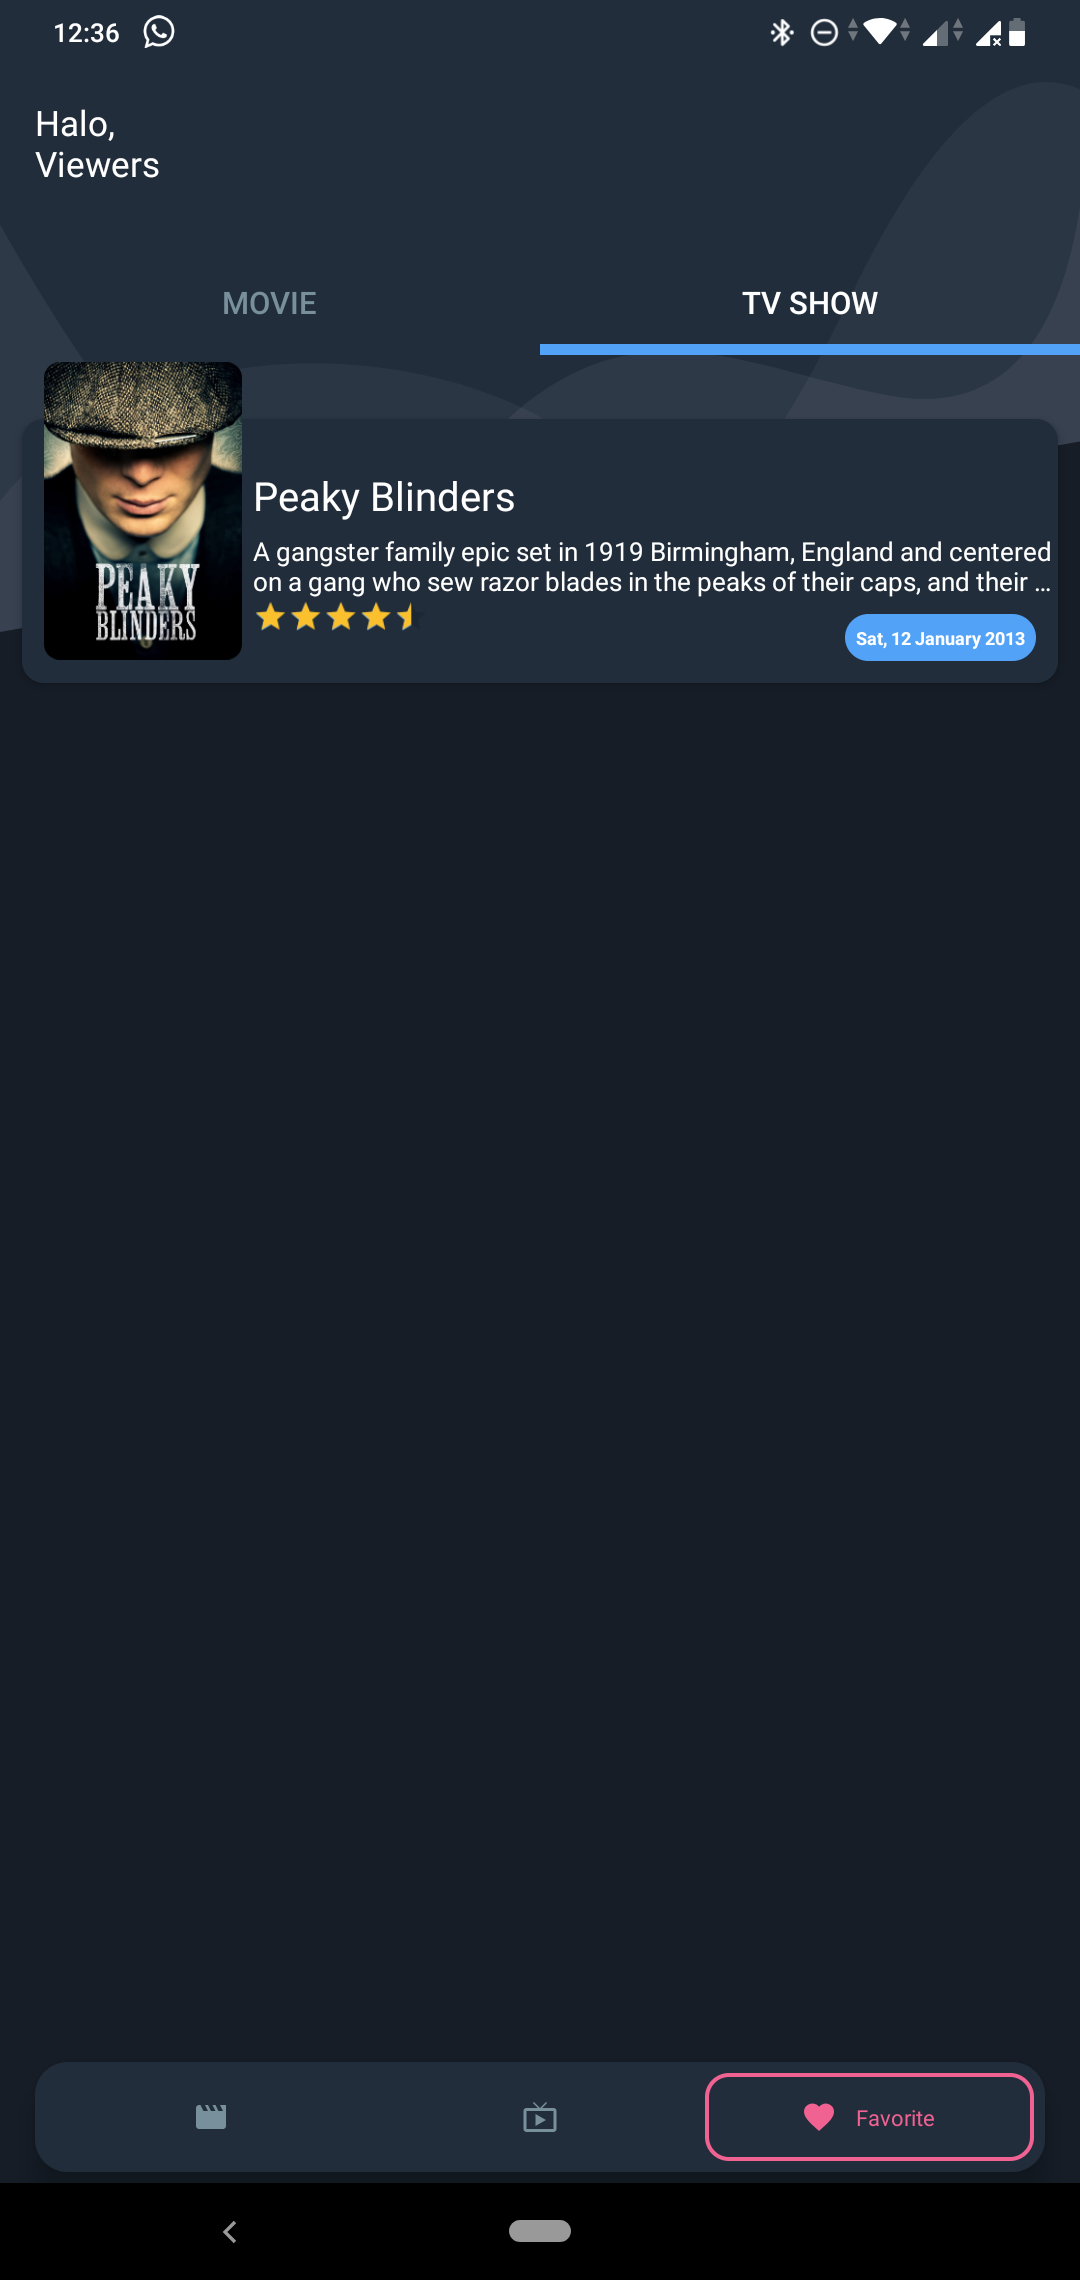 12:36
Halo,
Viewers
MOVIE
TV SHOW
PEAKY
BLINDERS
Peaky Blinders
A gangster family epic set in 1919 Birmingham, England and centered
on a gang who sew razor blades in the peaks of their caps, and their ...
Sat, 12 January 2013
Favorite